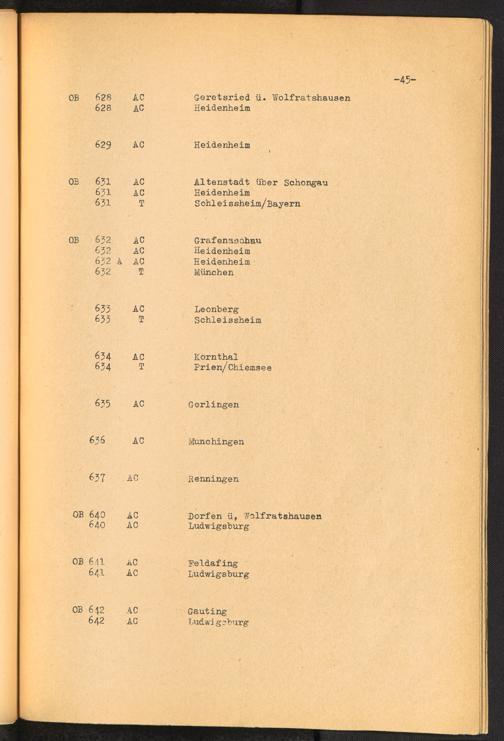 -45-
OB 628 AC Geretsried ü. Wolfratshausen
628 AC Heidenheim
629 AC Heidenheim
OB 631 AC Altenstadt über Schongau
631 AC Heidenheim
631 T Schleissheim/Bayern
OB 632 AC Grafenaschau
632 AC Heidenheim
632 A AC Heidenheim
632 T München
633 AC Leonberg
633 T Schleissheim
634 AC Kornthal
634 T Prien/Chiemsee
635 AC Gerlingen
636 AC Munchingen
637 AC Renningen
OB 640 AC Dorfen ü, Wolfratshausen
640 AC Ludwigsburg
OB 641 AC Feldafing
641 AC Ludwigsburg
OB 642 AC Gauting
642 AC Ludwigsburg